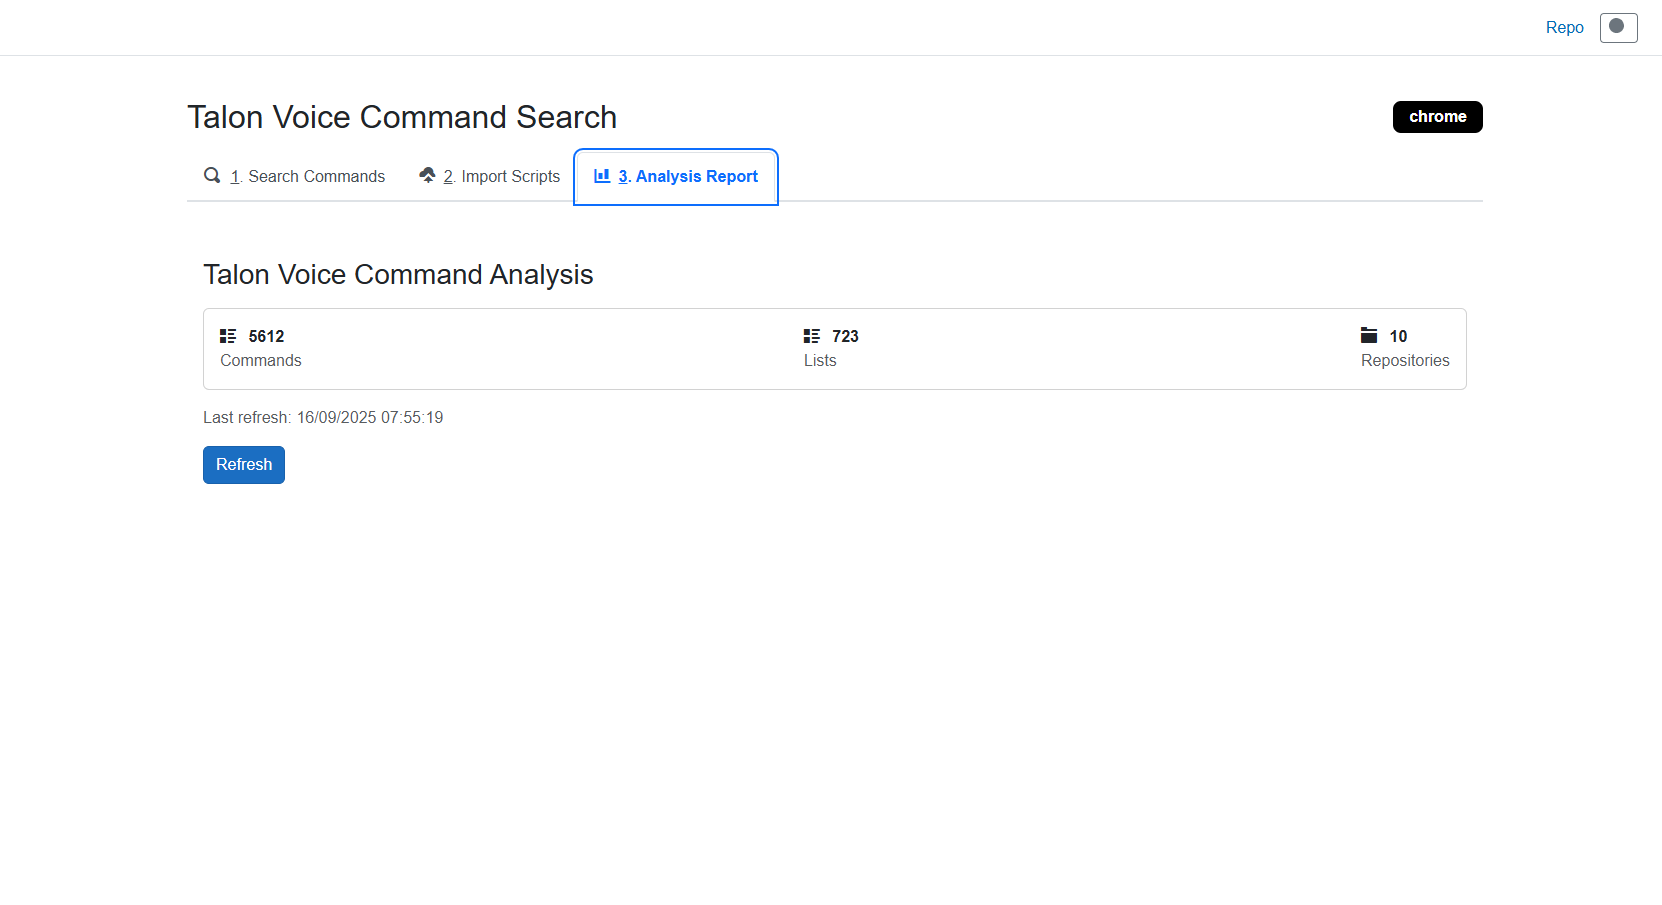 Repo
Talon Voice Command Search
chrome
1. Search Commands
2. Import Scripts
3. Analysis Report
Talon Voice Command Analysis
5612
Commands
723
Lists
10
Repositories
Last refresh: 16/09/2025 07:55:19
Refresh